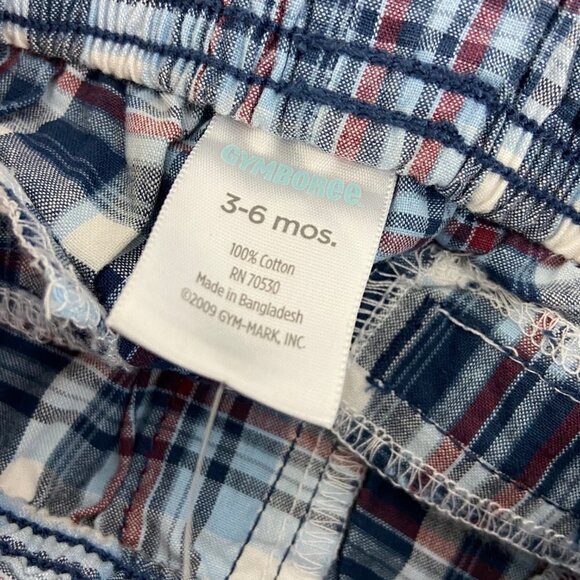 GYMBOREE
3-6 mos.
100% Cotton
RN 70530
Made in Bangladesh
©2009 GYM-MARK, INC.